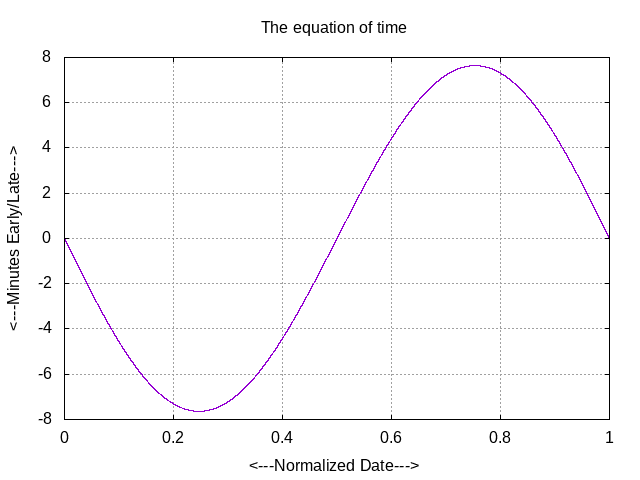 The equation of time
8
6
4
2
0
-2
-4
-6
-8
<---Minutes Early/Late--->
0 0.2 0.4 0.6 0.8 1
<---Normalized Date--->